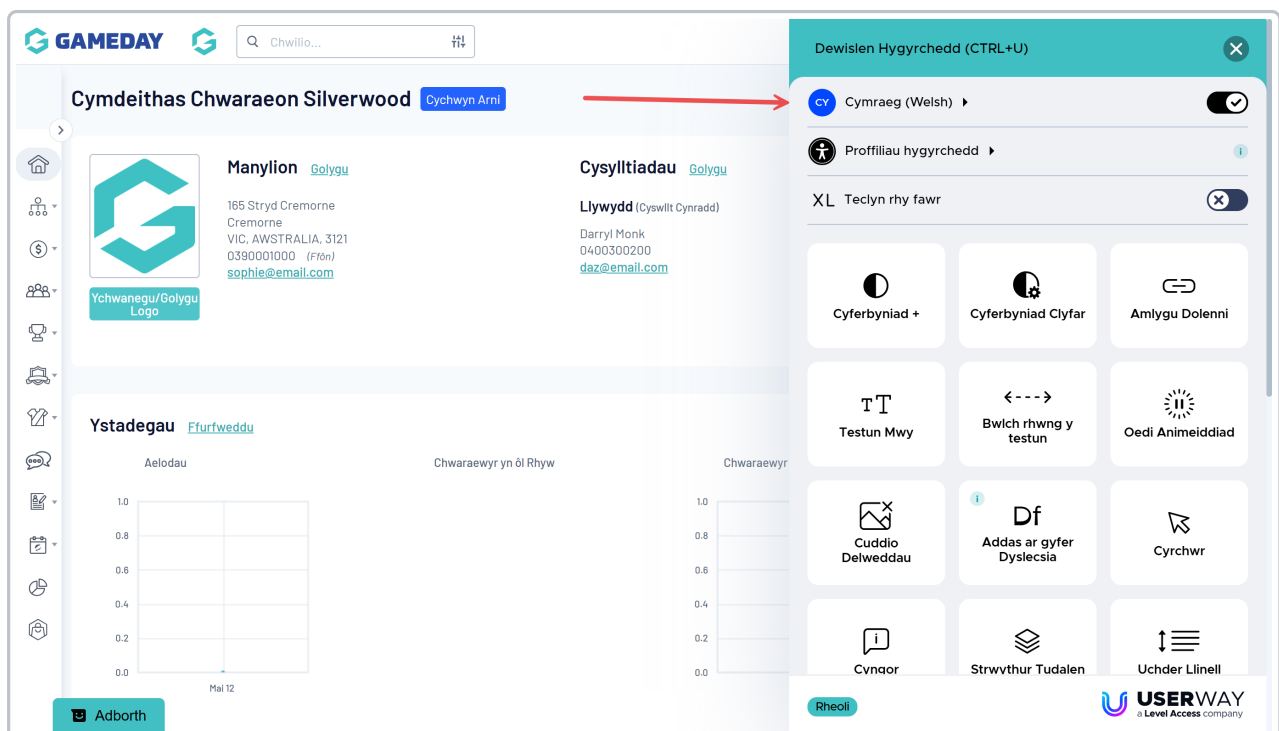 GAMEDAY
Chwilio...
Cymdeithas Chwaraeon Silverwood
Cychwyn Arni
Manylion Golygu
165 Stryd Cremorne
Cremorne
VIC, AWSTRALIA, 3121
0390001000 (Ffôn)
sophie@email.com
Ychwanegu/Golygu
Logo
Cysylltiadau Golygu
Llywydd (Cyswllt Cynradd)
Darryl Monk
0400300200
daz@email.com
Ystadegau Ffurfweddu
Aelodau
1.0
0.8
0.6
0.4
0.2
0.0
Mai 12
Chwaraewyr yn ôl Rhyw
Chwaraewyr
1.0
0.8
0.6
0.4
0.2
0.0
Adborth
Dewislen Hygyrchedd (CTRL+U)
CY Cymraeg (Welsh)
Proffiliau hygyrchedd
i
XL Teclyn rhy fawr
Cyferbyniad +
Cyferbyniad Clyfar
Amlygu Dolenni
TT
Testun Mwy
Bwlch rhwng y
testun
Oedi Animeiddiad
Cuddio
Delweddau
i
Df
Addas ar gyfer
Dyslecsia
Cyrchwr
i
Cyngor
Strwythur Tudalen
Uchder Llinell
Rheoli
USERWAY
a Level Access company